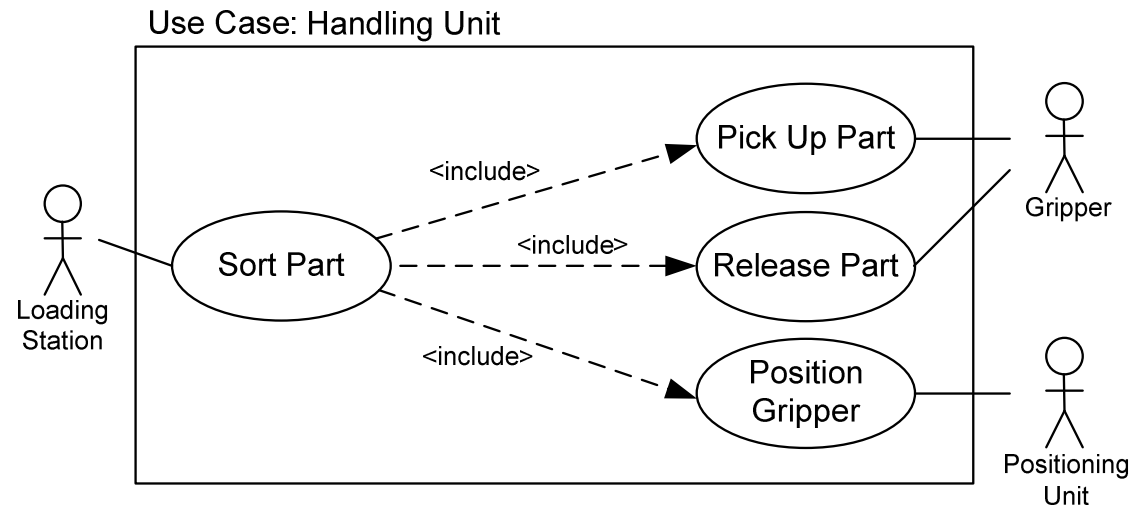 Use Case: Handling Unit
Pick Up Part
<include>
Gripper
<include>
Sort Part
Release Part
Loading
Station
<include>
Position
Gripper
Positioning
Unit